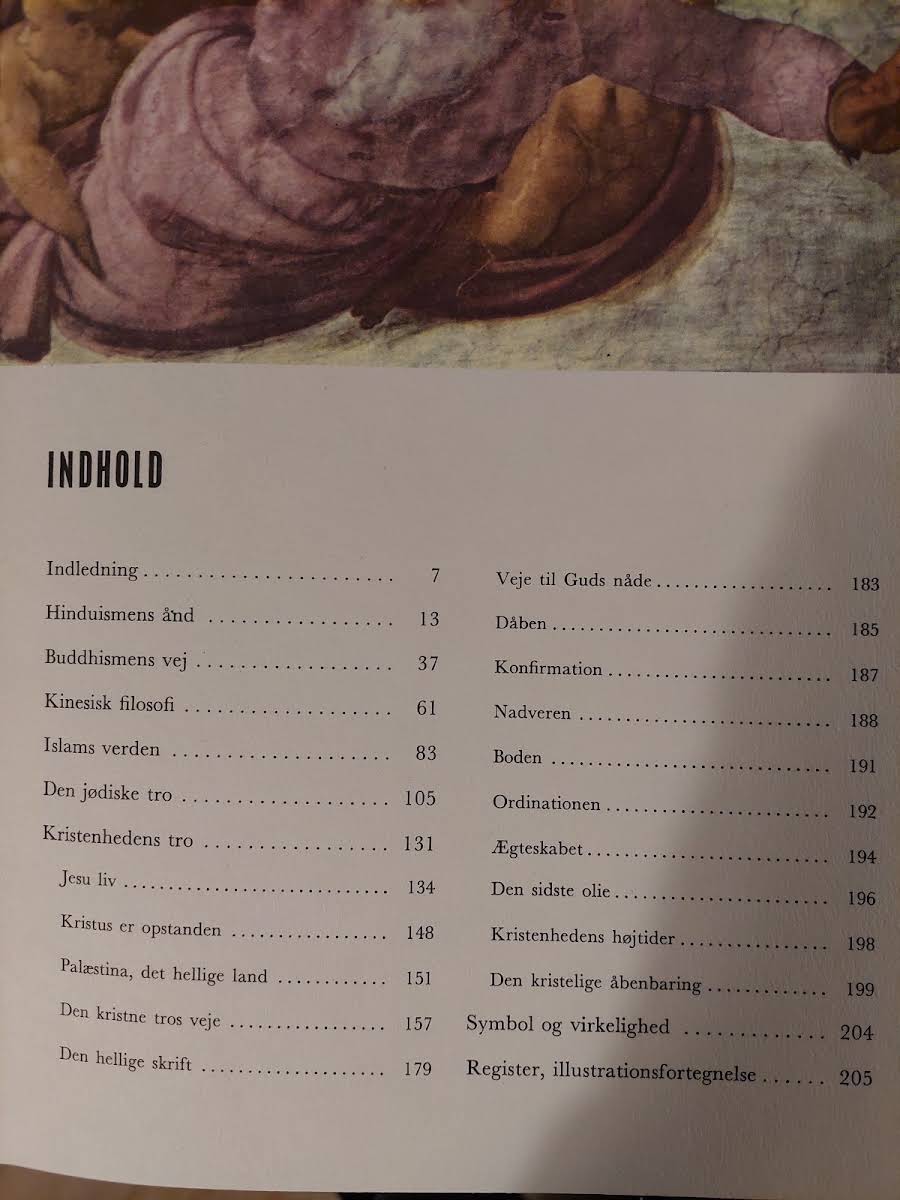 INDHOLD
Indledning . . . . . . . . . . . . . . . . . . . . . . . 7
Hinduismens ånd . . . . . . . . . . . . . . . . . 13
Buddhismens vej . . . . . . . . . . . . . . . . . . 37
Kinesisk filosofi . . . . . . . . . . . . . . . . . . . 61
Islams verden . . . . . . . . . . . . . . . . . . . . 83
Den jødiske tro . . . . . . . . . . . . . . . . . . . 105
Kristenhedens tro . . . . . . . . . . . . . . . . . 131
Jesu liv . . . . . . . . . . . . . . . . . . . . . . . . 134
Kristus er opstanden . . . . . . . . . . . . . . 148
Palæstina, det hellige land . . . . . . . . . . 151
Den kristne tros veje . . . . . . . . . . . . . . 157
Den hellige skrift . . . . . . . . . . . . . . . . . 179
Veje til Guds nåde . . . . . . . . . . . . . . . . 183
Dåben . . . . . . . . . . . . . . . . . . . . . . . . . 185
Konfirmation . . . . . . . . . . . . . . . . . . . . 187
Nadveren . . . . . . . . . . . . . . . . . . . . . . 188
Boden . . . . . . . . . . . . . . . . . . . . . . . . . 191
Ordinationen . . . . . . . . . . . . . . . . . . . . 192
Ægteskabet . . . . . . . . . . . . . . . . . . . . . 194
Den sidste olie . . . . . . . . . . . . . . . . . . . 196
Kristenhedens højtider . . . . . . . . . . . . . 198
Den kristelige åbenbaring . . . . . . . . . . . 199
Symbol og virkelighed . . . . . . . . . . . . . 204
Register, illustrationsfortegnelse . . . . . . 205